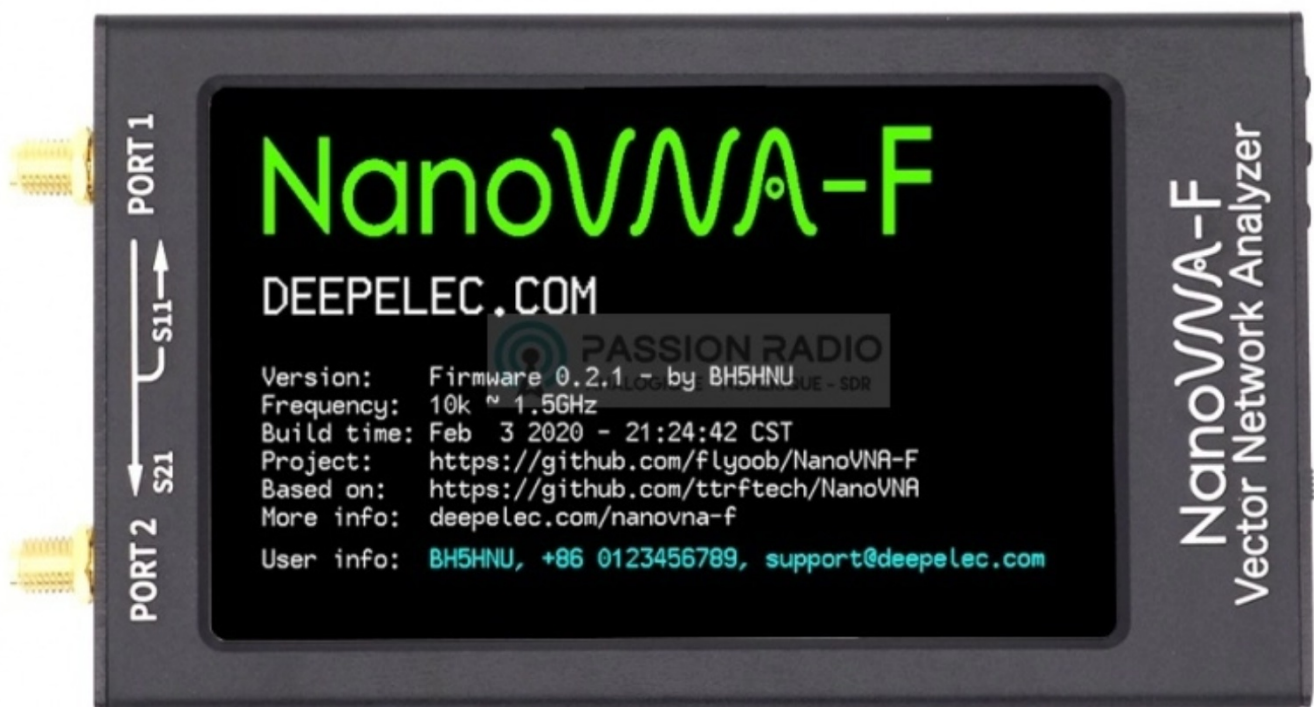 PORT 1
S11
S21
PORT 2
NanoVNA-F
DEEPELEC.COM
PASSION RADIO
Version: Firmware 0.2.1 - by BH5HNU
Frequency: 10k ~ 1.5GHz
Build time: Feb  3 2020 - 21:24:42 CST
Project: https://github.com/flyoob/NanoVNA-F
Based on: https://github.com/ttrftech/NanoVNA
More info: deepelec.com/nanovna-f
User info: BH5HNU, +86 0123456789, support@deepelec.com
- SDR
NanoVNA-F
Vector Network Analyzer